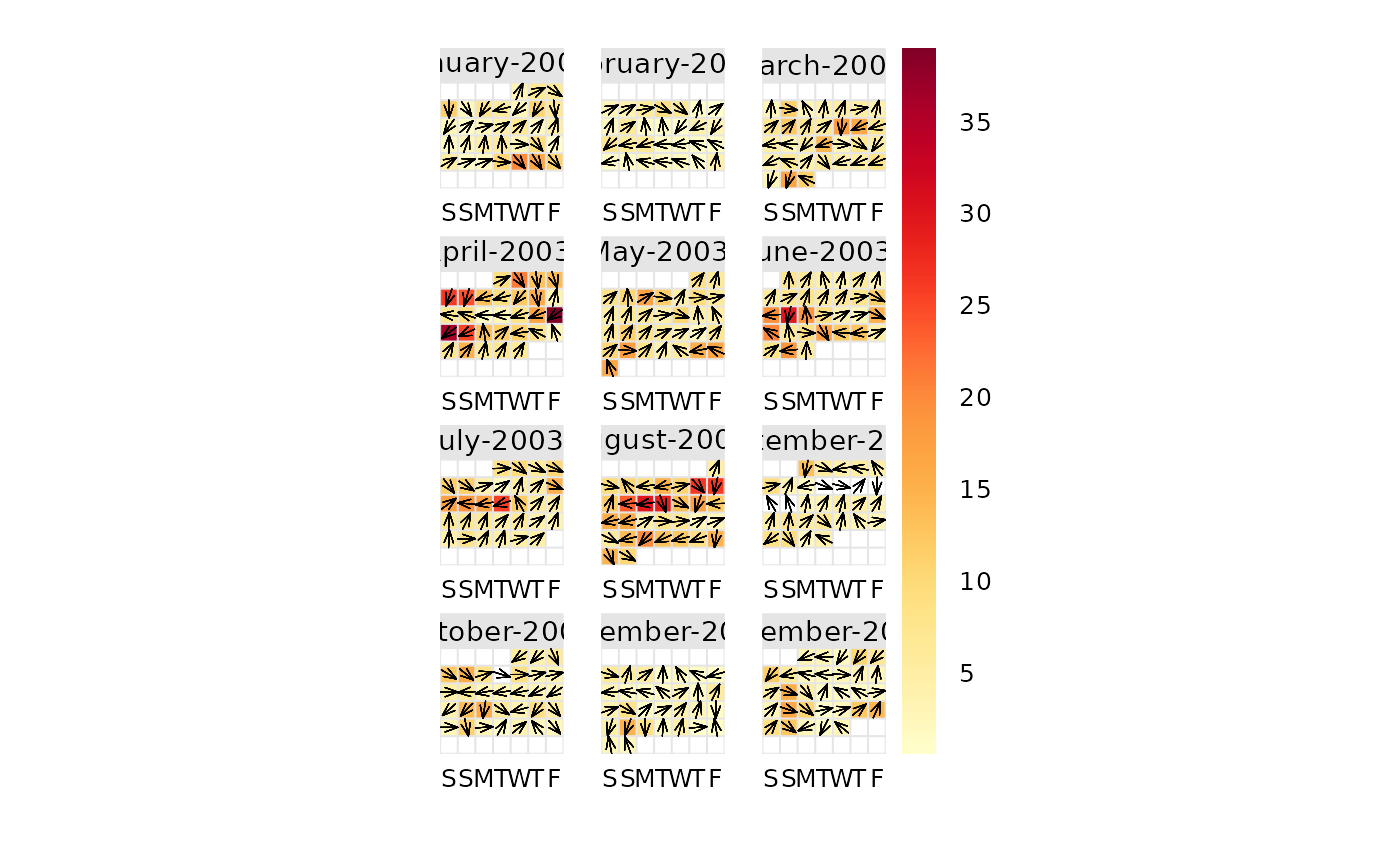 nuary-200 bruary-20 arch-200
SSMTWTF SSMTWTF SSMTWTF
pril-2003 May-2003 une-2003
SSMTWTF SSMTWTF SSMTWTF
uly-2003 gust-200 tember-2
SSMTWTF SSMTWTF SSMTWTF
tober-200 ember-20 ember-20
SSMTWTF SSMTWTF SSMTWTF
35
30
25
20
15
10
5